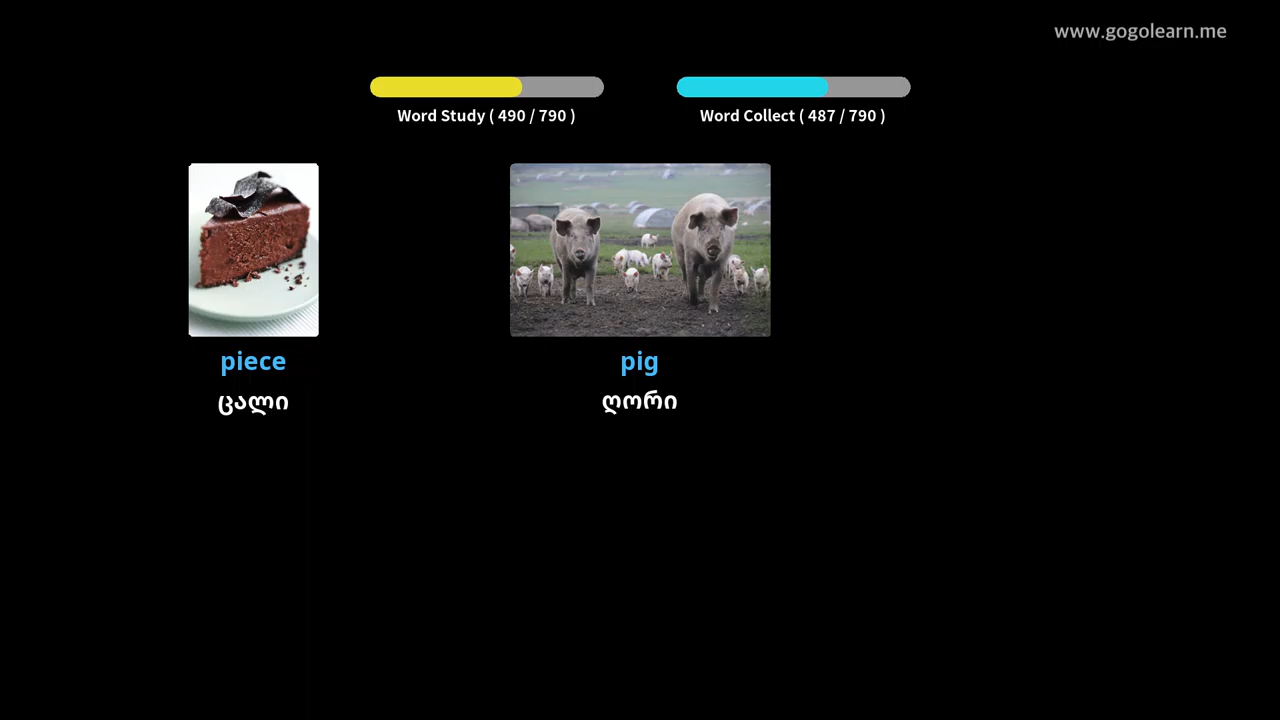 www.gogolearn.me
Word Study ( 490 / 790 )
Word Collect ( 487 / 790 )
piece
ცალი
pig
ღორი